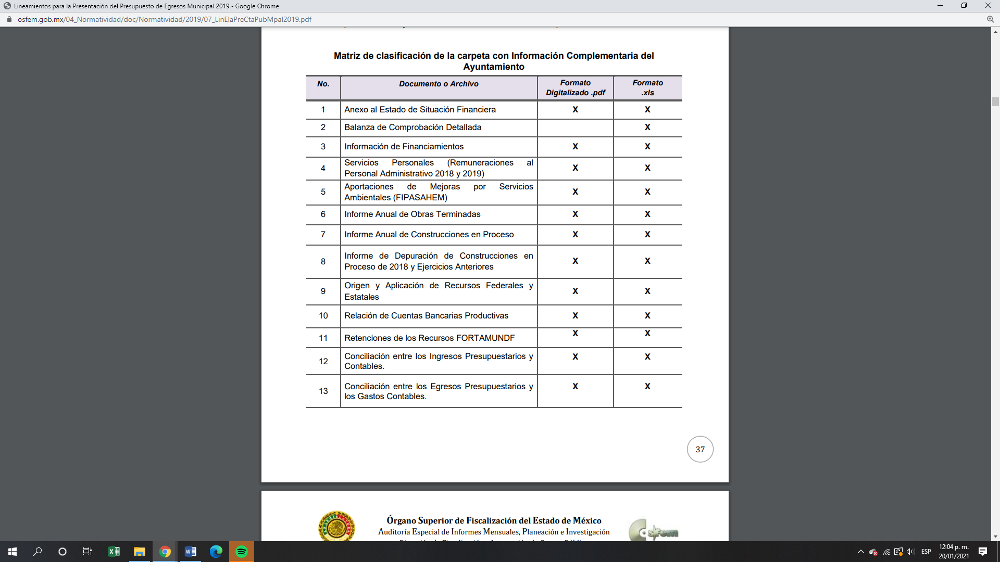 Lineamientos para la Presentación del Presupuesto de Egresos Municipal 2019 - Google Chrome
osfem.gob.mx/04_Normatividad/doc/Normatividad/2019/07_LinElaPreCtaPubMpal2019.pdf
Matriz de clasificación de la carpeta con Información Complementaria del
Ayuntamiento
No. Documento o Archivo Formato Digitalizado .pdf Formato .xls
1 Anexo al Estado de Situación Financiera X X
2 Balanza de Comprobación Detallada X
3 Información de Financiamientos X X
4 Servicios Personales (Remuneraciones al
Personal Administrativo 2018 y 2019) X X
5 Aportaciones de Mejoras por Servicios
Ambientales (FIPASAHEM) X X
6 Informe Anual de Obras Terminadas X X
7 Informe Anual de Construcciones en Proceso X X
8 Informe de Depuración de Construcciones en
Proceso de 2018 y Ejercicios Anteriores X X
9 Origen y Aplicación de Recursos Federales y
Estatales X X
10 Relación de Cuentas Bancarias Productivas X X
11 Retenciones de los Recursos FORTAMUNDF X X
12 Conciliación entre los Ingresos Presupuestarios y
Contables. X X
13 Conciliación entre los Egresos Presupuestarios y
los Gastos Contables. X X
37
Órgano Superior de Fiscalización del Estado de México
Auditoría Especial de Informes Mensuales, Planeación e Investigación
osfem
ESP
12:04 p. m.
20/01/2021